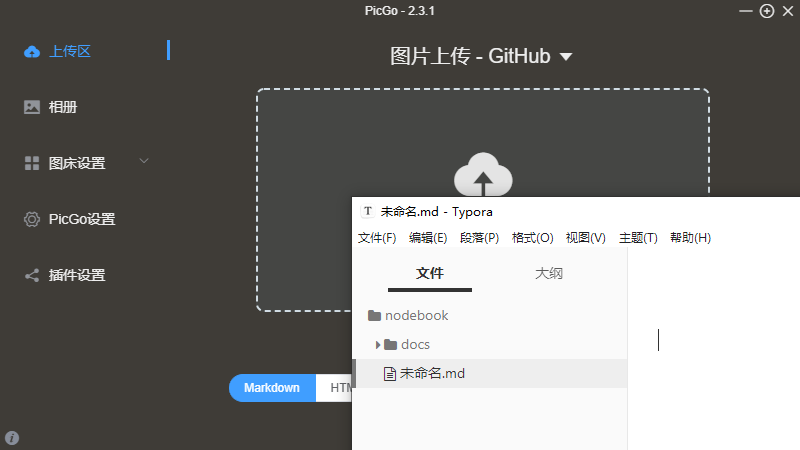 PicGo - 2.3.1
上传区
相册
图床设置
PicGo设置
插件设置
图片上传 - GitHub
Markdown
HTM
T 未命名.md - Typora
文件(F) 编辑(E) 段落(P) 格式(O) 视图(V) 主题(T) 帮助(H)
文件 大纲
nodebook
docs
未命名.md